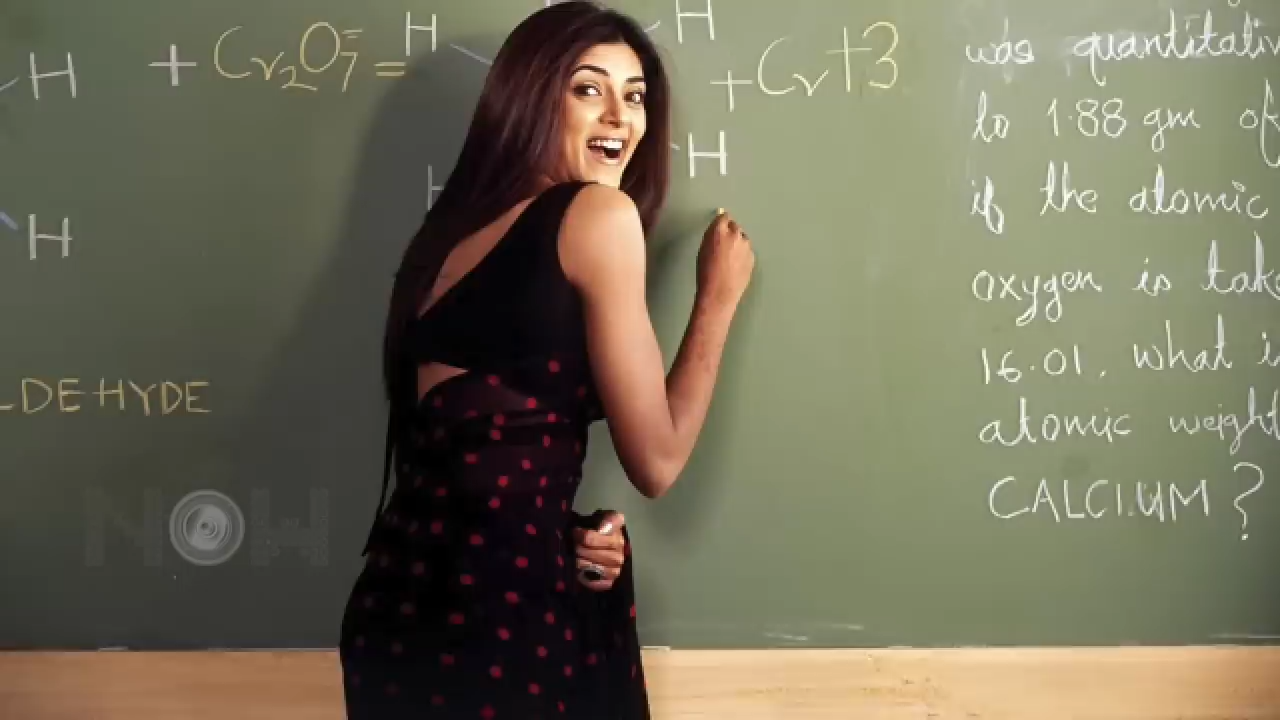 H + Cr₂O₇⁼ = H H + Cr+3
H
H
H
LDEHYDE
NOW
was quantitativ
to 1.88 gm of
if the atomic
oxygen is take
16.01. what i
atomic weight
CALCIUM ?